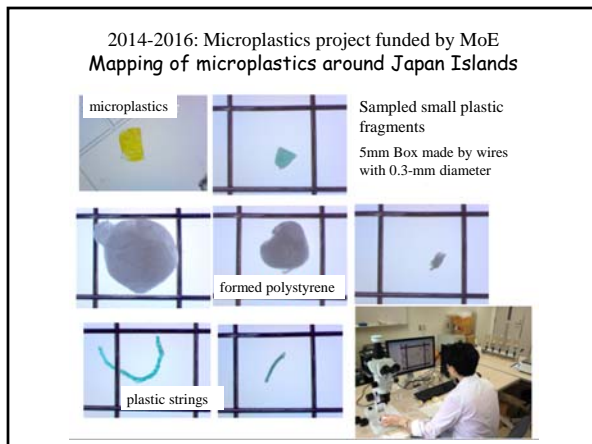 2014-2016: Microplastics project funded by MoE
Mapping of microplastics around Japan Islands
microplastics
Sampled small plastic
fragments
5mm Box made by wires
with 0.3-mm diameter
formed polystyrene
plastic strings